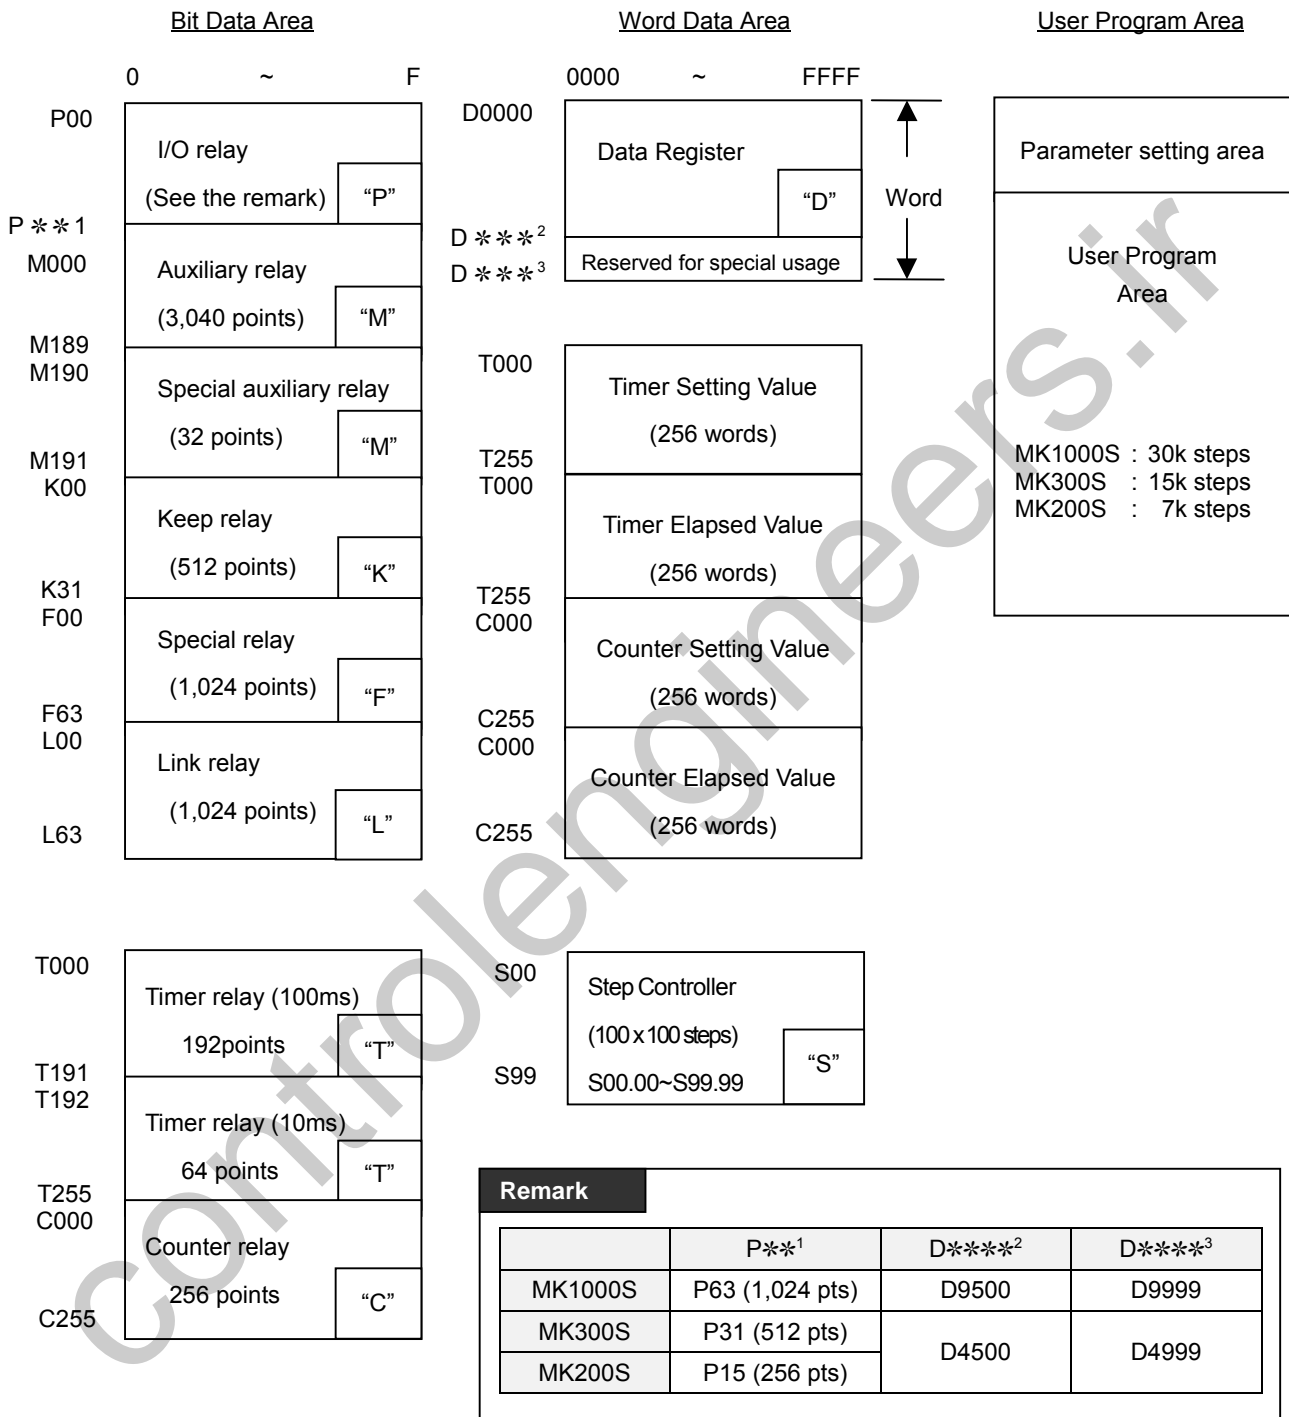 Bit Data Area
0 ~ F
P00
I/O relay
(See the remark)
“P”
P✻✻1
M000
Auxiliary relay
(3,040 points)
“M”
M189
M190
Special auxiliary relay
(32 points)
“M”
M191
K00
Keep relay
(512 points)
“K”
K31
F00
Special relay
(1,024 points)
“F”
F63
L00
Link relay
(1,024 points)
“L”
L63
T000
Timer relay (100ms)
192points
“T”
T191
T192
Timer relay (10ms)
64 points
“T”
T255
C000
Counter relay
256 points
“C”
C255
Word Data Area
0000 ~ FFFF
D0000
Data Register
“D”
Word
D✻✻✻2
Reserved for special usage
D✻✻✻3
T000
Timer Setting Value
(256 words)
T255
T000
Timer Elapsed Value
(256 words)
T255
C000
Counter Setting Value
(256 words)
C255
C000
Counter Elapsed Value
(256 words)
C255
S00
Step Controller
(100 x 100 steps)
S00.00~S99.99
“S”
S99
User Program Area
Parameter setting area
User Program
Area
MK1000S : 30k steps
MK300S : 15k steps
MK200S : 7k steps
Remark
P✻✻1 D✻✻✻✻2 D✻✻✻✻3
MK1000S P63 (1,024 pts) D9500 D9999
MK300S P31 (512 pts) D4500 D4999
MK200S P15 (256 pts)
controlengineers.ir